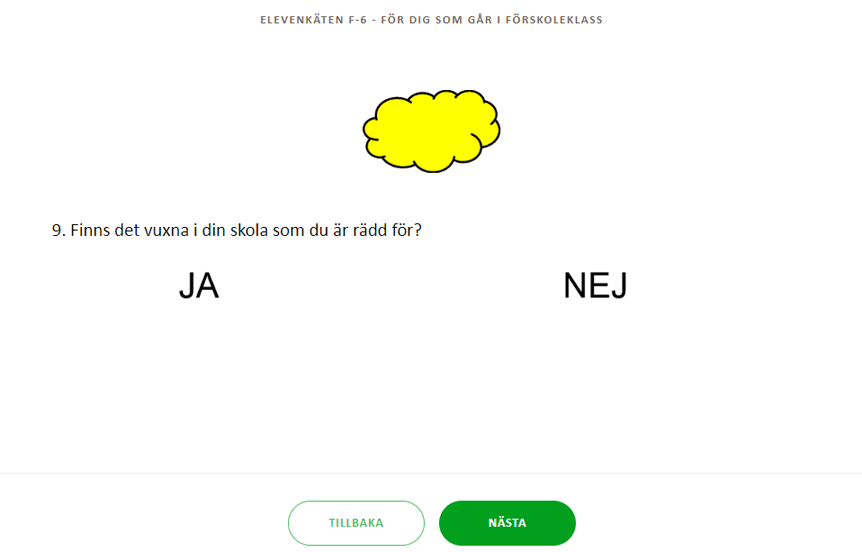 ELEVENKÄTEN F-6 - FÖR DIG SOM GÅR I FÖRSKOLEKLASS
9. Finns det vuxna i din skola som du är rädd för?
JA NEJ
TILLBAKA NÄSTA